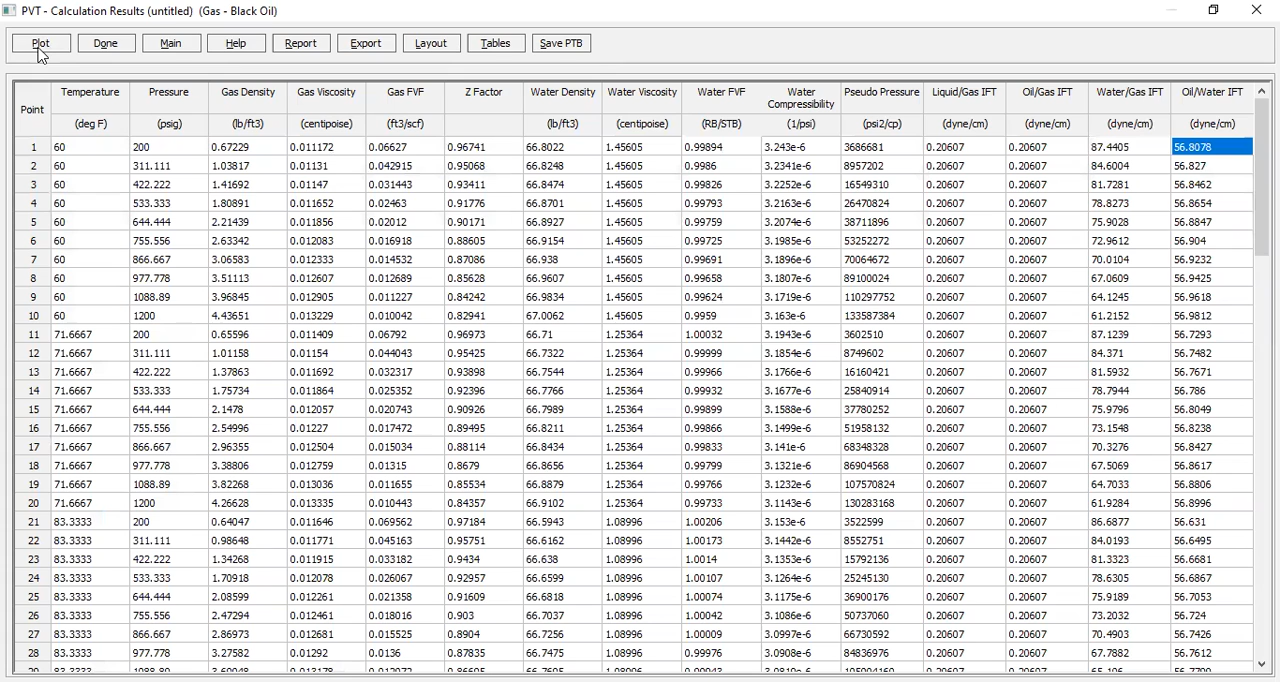 PVT - Calculation Results (untitled) (Gas - Black Oil)
Plot Done Main Help Report Export Layout Tables Save PTB
Point Temperature Pressure Gas Density Gas Viscosity Gas FVF Z Factor Water Density Water Viscosity Water FVF Water Compressibility Pseudo Pressure Liquid/Gas IFT Oil/Gas IFT Water/Gas IFT Oil/Water IFT
(deg F) (psig) (lb/ft3) (centipoise) (ft3/scf) (lb/ft3) (centipoise) (RB/STB) (1/psi) (psi2/cp) (dyne/cm) (dyne/cm) (dyne/cm) (dyne/cm)
1 60 200 0.67229 0.011172 0.06627 0.96741 66.8022 1.45605 0.99894 3.243e-6 3686681 0.20607 0.20607 87.4405 56.8078
2 60 311.111 1.03817 0.01131 0.042915 0.95068 66.8248 1.45605 0.9986 3.2341e-6 8957202 0.20607 0.20607 84.6004 56.827
3 60 422.222 1.41692 0.01147 0.031443 0.93411 66.8474 1.45605 0.99826 3.2252e-6 16549310 0.20607 0.20607 81.7281 56.8462
4 60 533.333 1.80891 0.011652 0.02463 0.91776 66.8701 1.45605 0.99793 3.2163e-6 26470824 0.20607 0.20607 78.8273 56.8654
5 60 644.444 2.21439 0.011856 0.02012 0.90171 66.8927 1.45605 0.99759 3.2074e-6 38711896 0.20607 0.20607 75.9028 56.8847
6 60 755.556 2.63342 0.012083 0.016918 0.88605 66.9154 1.45605 0.99725 3.1985e-6 53252272 0.20607 0.20607 72.9612 56.904
7 60 866.667 3.06583 0.012333 0.014532 0.87086 66.938 1.45605 0.99691 3.1896e-6 70064672 0.20607 0.20607 70.0104 56.9232
8 60 977.778 3.51113 0.012607 0.012689 0.85628 66.9607 1.45605 0.99658 3.1807e-6 89100024 0.20607 0.20607 67.0609 56.9425
9 60 1088.89 3.96845 0.012905 0.011227 0.84242 66.9834 1.45605 0.99624 3.1719e-6 110297752 0.20607 0.20607 64.1245 56.9618
10 60 1200 4.43651 0.013229 0.010042 0.82941 67.0062 1.45605 0.9959 3.163e-6 133587384 0.20607 0.20607 61.2152 56.9812
11 71.6667 200 0.65596 0.011409 0.06792 0.96973 66.71 1.25364 1.00032 3.1943e-6 3602510 0.20607 0.20607 87.1239 56.7293
12 71.6667 311.111 1.01158 0.01154 0.044043 0.95425 66.7322 1.25364 0.99999 3.1854e-6 8749602 0.20607 0.20607 84.371 56.7482
13 71.6667 422.222 1.37863 0.011692 0.032317 0.93898 66.7544 1.25364 0.99966 3.1766e-6 16160421 0.20607 0.20607 81.5932 56.7671
14 71.6667 533.333 1.75734 0.011864 0.025352 0.92396 66.7766 1.25364 0.99932 3.1677e-6 25840914 0.20607 0.20607 78.7944 56.786
15 71.6667 644.444 2.1478 0.012057 0.020743 0.90926 66.7989 1.25364 0.99899 3.1588e-6 37780252 0.20607 0.20607 75.9796 56.8049
16 71.6667 755.556 2.54996 0.01227 0.017472 0.89495 66.8211 1.25364 0.99866 3.1499e-6 51958132 0.20607 0.20607 73.1548 56.8238
17 71.6667 866.667 2.96355 0.012504 0.015034 0.88114 66.8434 1.25364 0.99833 3.141e-6 68348328 0.20607 0.20607 70.3276 56.8427
18 71.6667 977.778 3.38806 0.012759 0.01315 0.8679 66.8656 1.25364 0.99799 3.1321e-6 86904568 0.20607 0.20607 67.5069 56.8617
19 71.6667 1088.89 3.82268 0.013036 0.011655 0.85534 66.8879 1.25364 0.99766 3.1232e-6 107570824 0.20607 0.20607 64.7033 56.8806
20 71.6667 1200 4.26628 0.013335 0.010443 0.84357 66.9102 1.25364 0.99733 3.1143e-6 130283168 0.20607 0.20607 61.9284 56.8996
21 83.3333 200 0.64047 0.011646 0.069562 0.97184 66.5943 1.08996 1.00206 3.153e-6 3522599 0.20607 0.20607 86.6877 56.631
22 83.3333 311.111 0.98648 0.011771 0.045163 0.95751 66.6162 1.08996 1.00173 3.1442e-6 8552751 0.20607 0.20607 84.0193 56.6495
23 83.3333 422.222 1.34268 0.011915 0.033182 0.9434 66.638 1.08996 1.0014 3.1353e-6 15792136 0.20607 0.20607 81.3323 56.6681
24 83.3333 533.333 1.70918 0.012078 0.026067 0.92957 66.6599 1.08996 1.00107 3.1264e-6 25245130 0.20607 0.20607 78.6305 56.6867
25 83.3333 644.444 2.08599 0.012261 0.021358 0.91609 66.6818 1.08996 1.00074 3.1175e-6 36900176 0.20607 0.20607 75.9189 56.7053
26 83.3333 755.556 2.47294 0.012461 0.018016 0.903 66.7037 1.08996 1.00042 3.1086e-6 50737060 0.20607 0.20607 73.2032 56.724
27 83.3333 866.667 2.86973 0.012681 0.015525 0.8904 66.7256 1.08996 1.00009 3.0997e-6 66730592 0.20607 0.20607 70.4903 56.7426
28 83.3333 977.778 3.27582 0.01292 0.0136 0.87835 66.7475 1.08996 0.99976 3.0908e-6 84836976 0.20607 0.20607 67.7882 56.7612